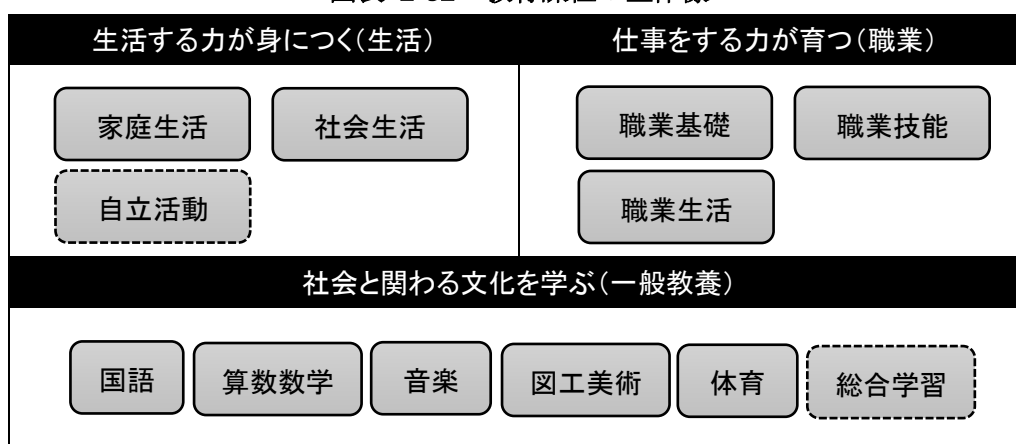 生活する力が身につく(生活)
仕事をする力が育つ(職業)
家庭生活 社会生活
自立活動
職業基礎 職業技能
職業生活
社会と関わる文化を学ぶ(一般教養)
国語 算数数学 音楽 図工美術 体育 総合学習